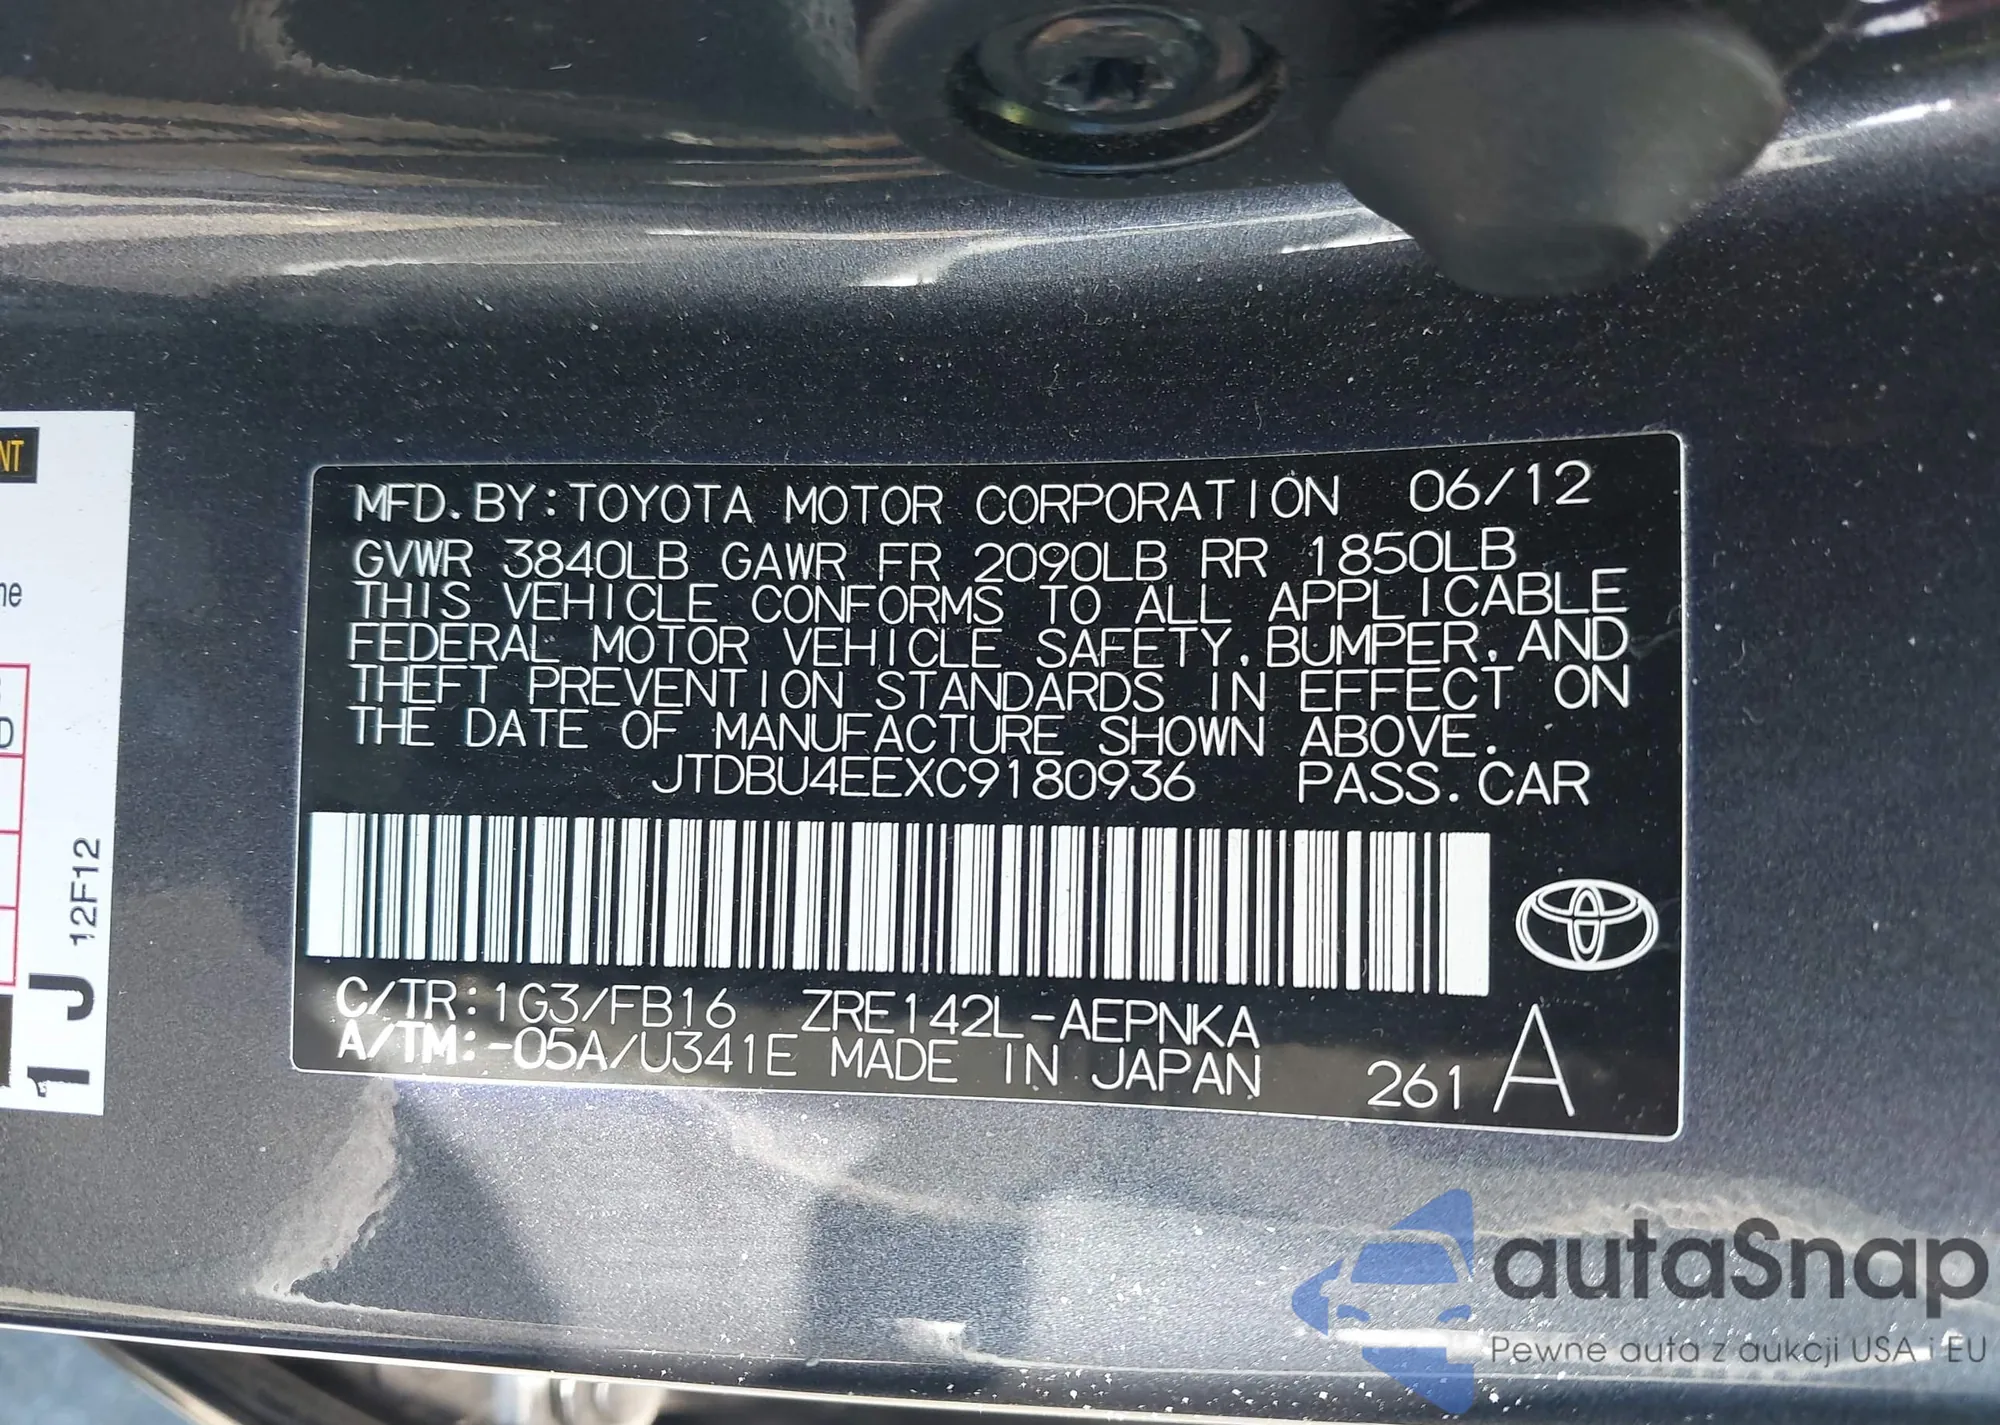 MFD. BY: TOYOTA MOTOR CORPORATION 06/12
GVWR 3840LB GAWR FR 2090LB RR 1850LB
THIS VEHICLE CONFORMS TO ALL APPLICABLE
FEDERAL MOTOR VEHICLE SAFETY, BUMPER, AND
THEFT PREVENTION STANDARDS IN EFFECT ON
THE DATE OF MANUFACTURE SHOWN ABOVE.
JTDBU4EEXC9180936 PASS. CAR
C/TR: 1G3/FB16 ZRE142L-AEPNKA
A/TM: -05A/U341E MADE IN JAPAN 261 A
NT
ne
D
12F12
1J
autaSnap
Pewne auta z aukcji USA i EU